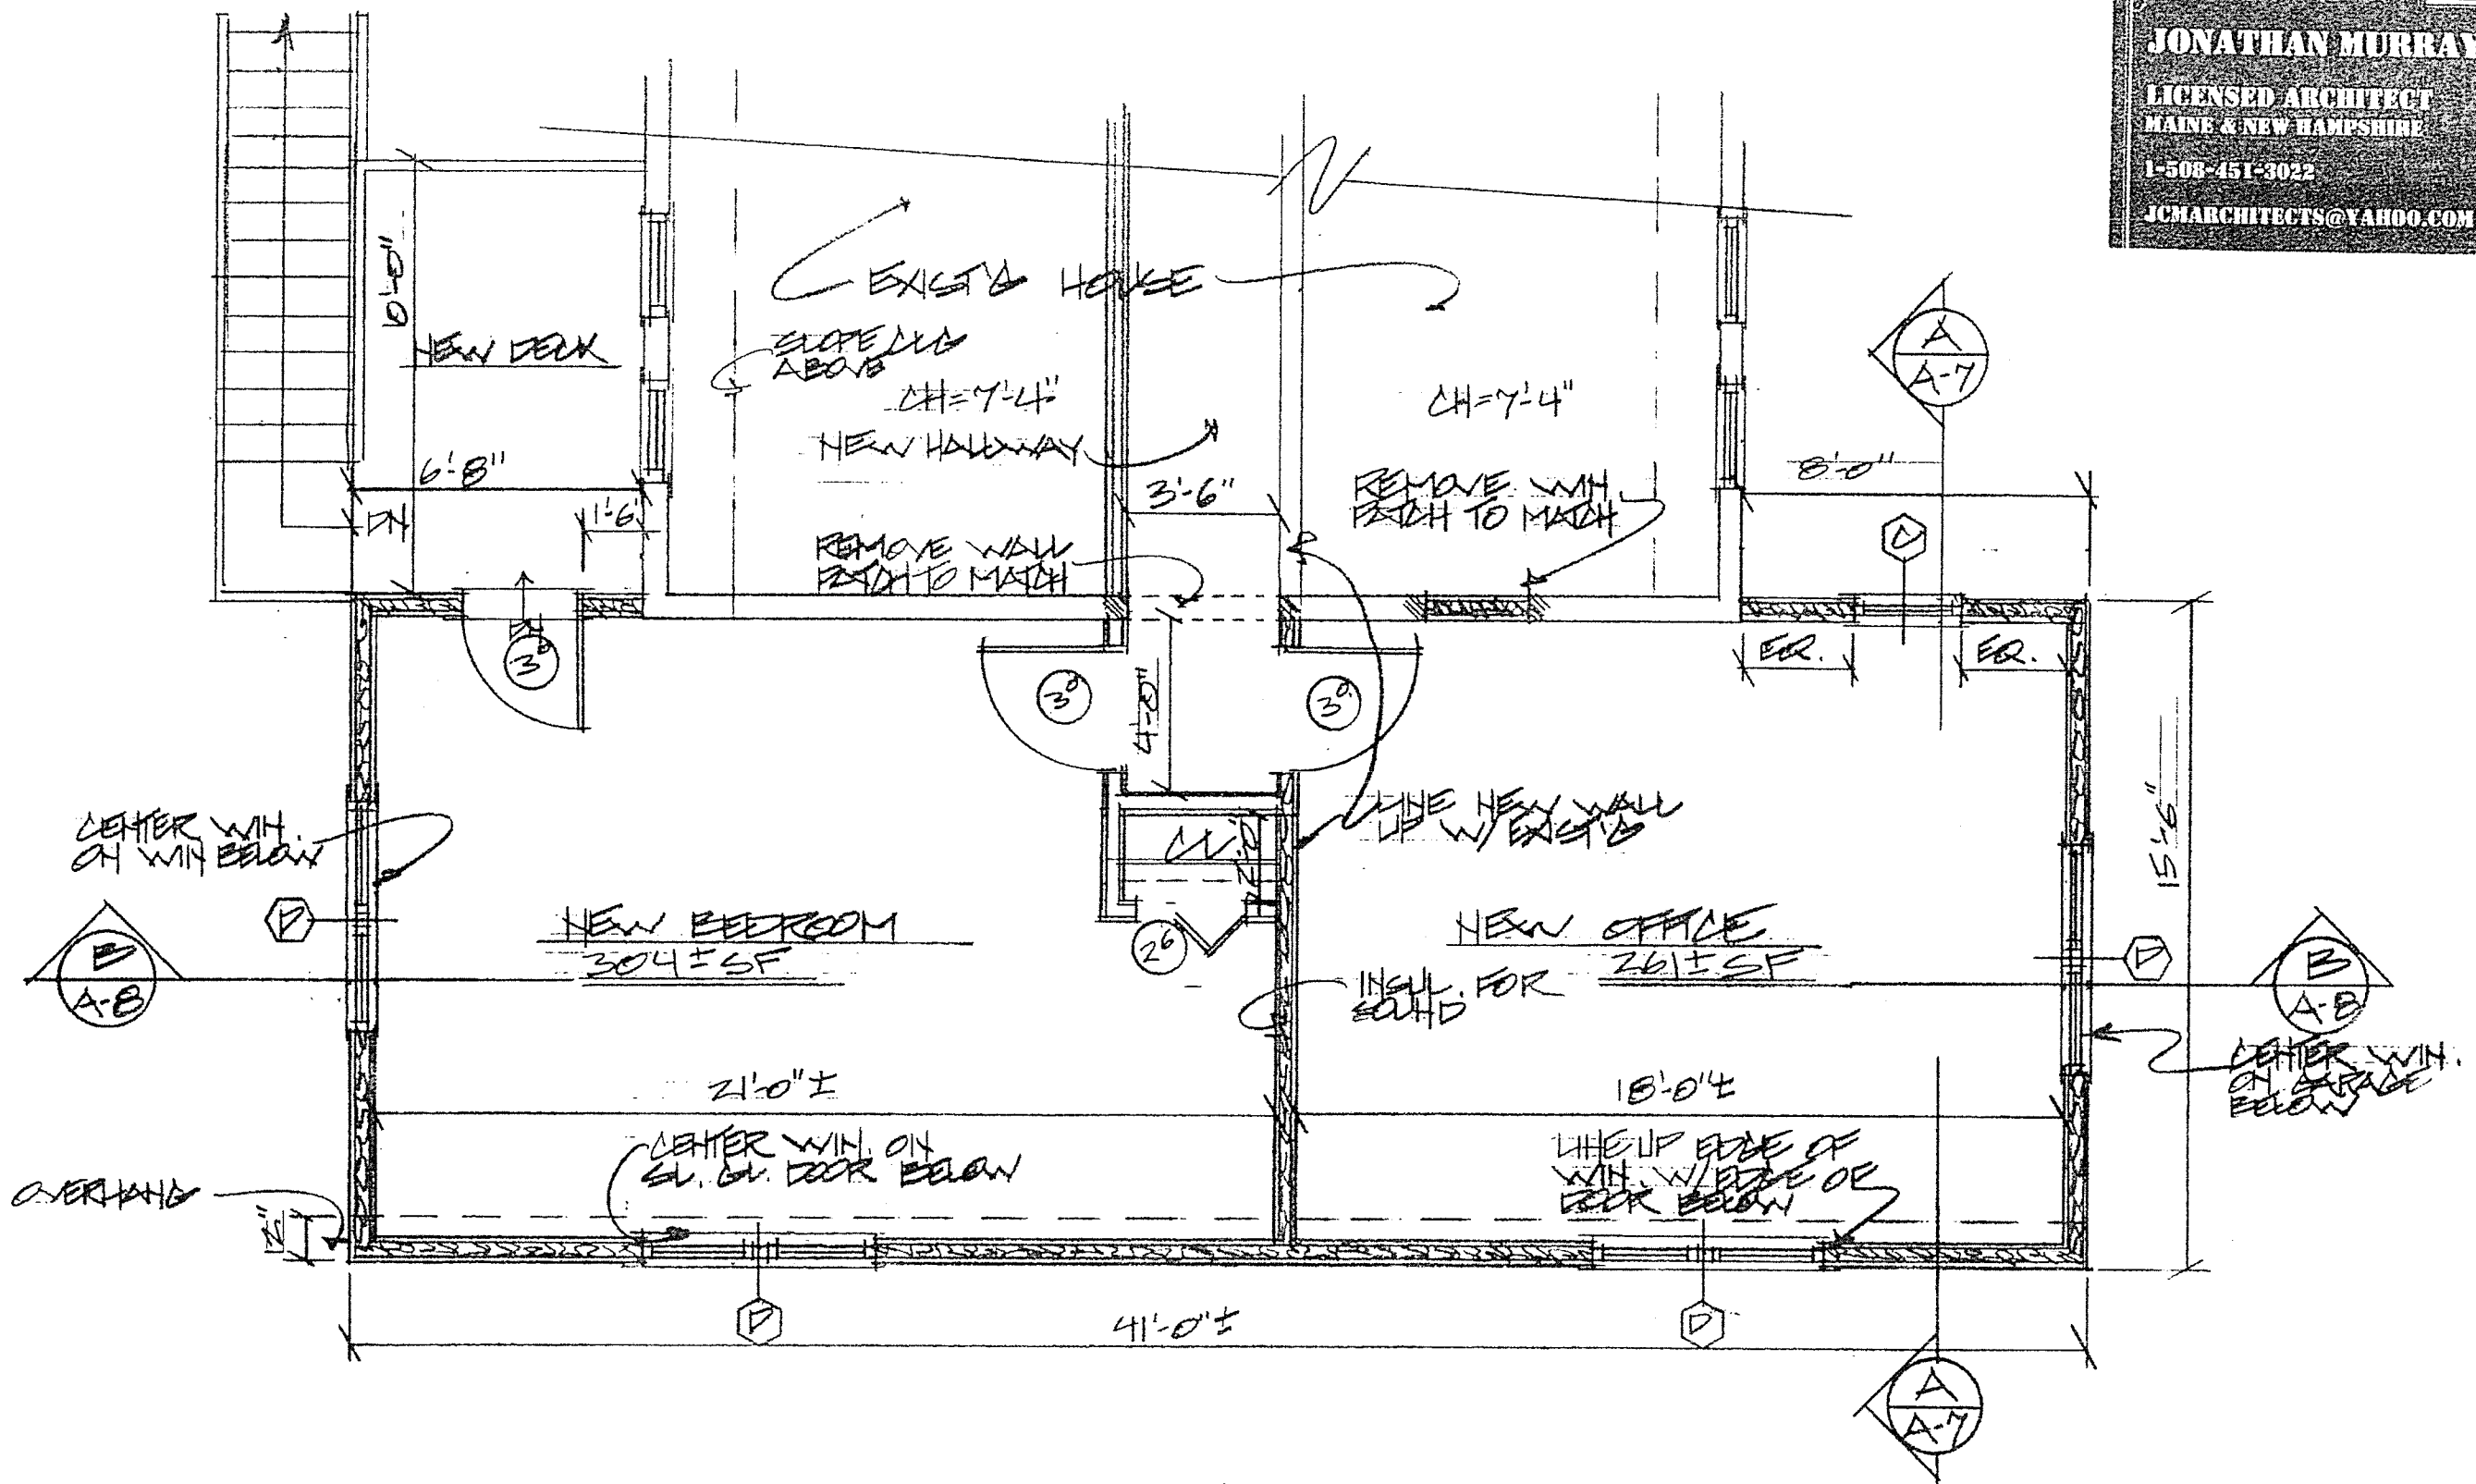 JONATHAN MURRAY
LICENSED ARCHITECT
MAINE & NEW HAMPSHIRE
1-508-451-3022
JCMARCHITECTS@YAHOO.COM
EXIST'G HOUSE
10'-0"
NEW DECK
SLOPE CLG
ABOVE
CH=7'-4"
CH=7'-4"
A
A-7
NEW HALLWAY
6'-8"
8'-0"
3'-6"
REMOVE WIN.
PATCH TO MATCH
DN
1'-6"
REMOVE WALL
PATCH TO MATCH
C
EQ.
EQ.
3⁰
3⁰
3⁰
4'-0"
CENTER WIN.
ON WIN BELOW
LINE NEW WALL
UP W/ EXIST'G
CL.
2'-0"
15'-6"
D
NEW BEDROOM
304± SF
2⁶
NEW OFFICE
261± SF
D
B
A-8
B
A-8
INSUL. FOR
SOUND
CENTER WIN.
ON GARAGE
BELOW
21'-0"±
18'-0"±
CENTER WIN. ON
SL. GL. DOOR BELOW
LINE UP EDGE OF
WIN. W/ EDGE OF
DOOR BELOW
OVERHANG
12"
D
D
41'-0"±
A
A-7